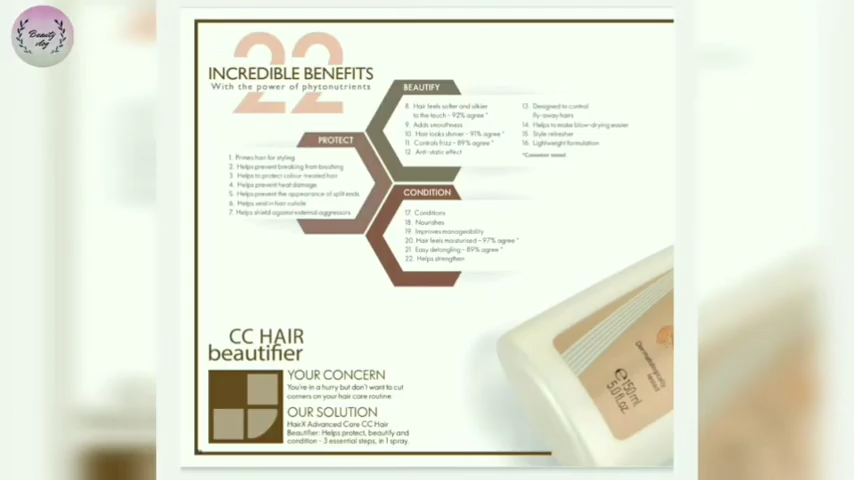 Beauty
vlog
22
INCREDIBLE BENEFITS
With the power of phytonutrients
PROTECT
1. Primes hair for styling
2. Helps prevent breaking from brushing
3. Helps to protect colour treated hair
4. Helps prevent heat damage
5. Helps prevent the appearance of split ends
6. Helps seal in hair cuticle
7. Helps shield against external aggressors
BEAUTIFY
8. Hair feels softer and silkier
to the touch – 92% agree *
9. Adds smoothness
10. Hair looks shinier – 91% agree *
11. Controls frizz – 89% agree *
12. Anti-static effect
13. Designed to control
fly-away hairs
14. Helps to make blow-drying easier
15. Style refresher
16. Lightweight formulation
*Consumer tested
CONDITION
17. Conditions
18. Nourishes
19. Improves manageability
20. Hair feels moisturised – 97% agree *
21. Easy detangling – 89% agree *
22. Helps strengthen
CC HAIR
beautifier
YOUR CONCERN
You're in a hurry but don't want to cut
corners on your hair care routine.
OUR SOLUTION
HairX Advanced Care CC Hair
Beautifier: Helps protect, beautify and
condition - 3 essential steps, in 1 spray.
Dermatologically
tested
e 150 ml
5.0 fl.oz.